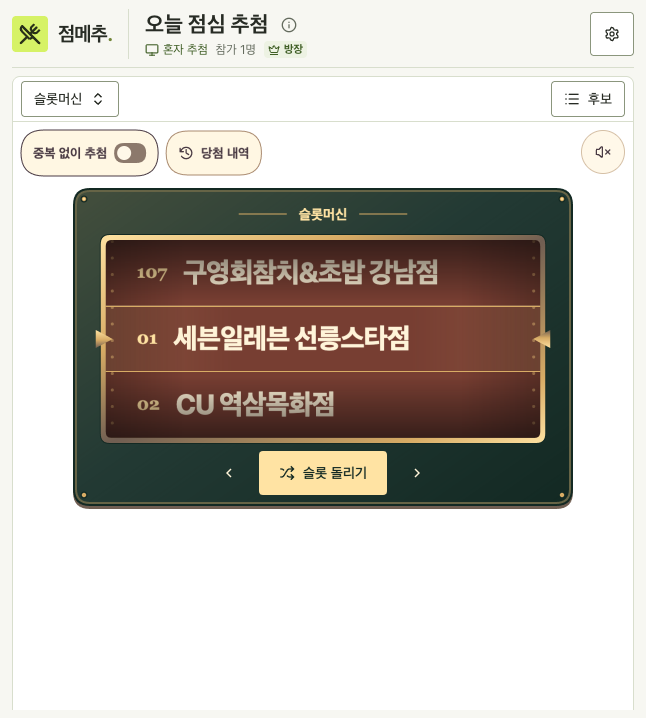 점메추.
오늘 점심 추첨
혼자 추첨 참가 1명 방장
슬롯머신
후보
중복 없이 추첨
당첨 내역
슬롯머신
107 구영회참치&초밥 강남점
01 세븐일레븐 선릉스타점
02 CU 역삼목화점
슬롯 돌리기